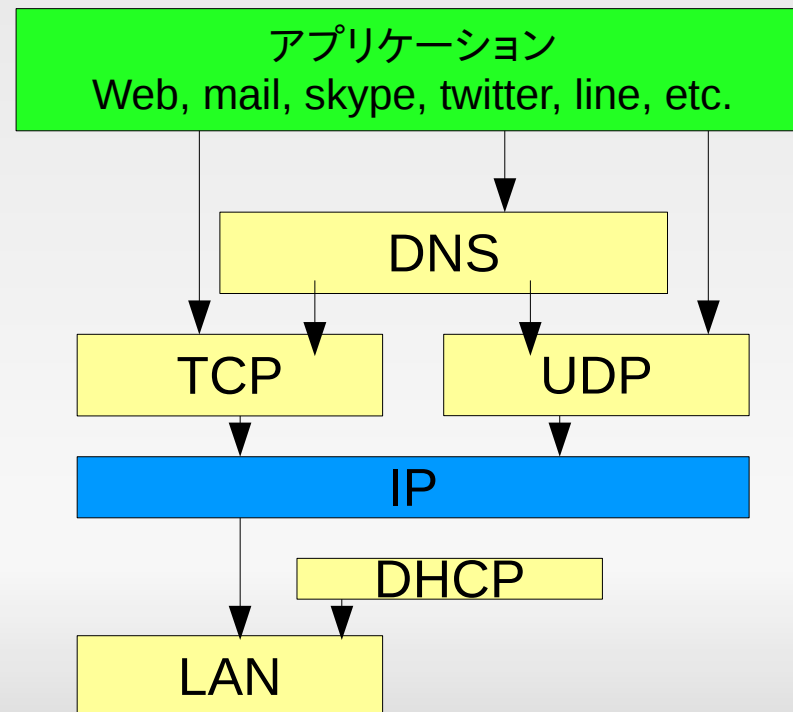 アプリケーション
Web, mail, skype, twitter, line, etc.
DNS
TCP
UDP
IP
DHCP
LAN